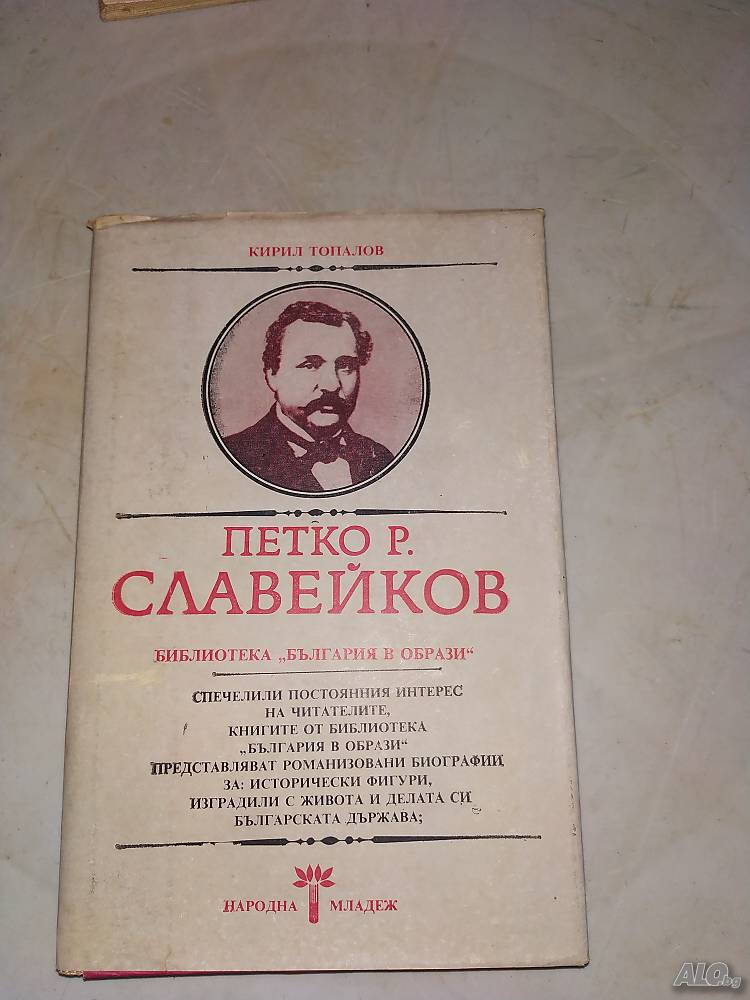 КИРИЛ ТОПАЛОВ
ПЕТКО Р.
СЛАВЕЙКОВ
БИБЛИОТЕКА „БЪЛГАРИЯ В ОБРАЗИ“
СПЕЧЕЛИЛИ ПОСТОЯННИЯ ИНТЕРЕС
НА ЧИТАТЕЛИТЕ,
КНИГИТЕ ОТ БИБЛИОТЕКА
„БЪЛГАРИЯ В ОБРАЗИ“
ПРЕДСТАВЛЯВАТ РОМАНИЗОВАНИ БИОГРАФИИ
ЗА: ИСТОРИЧЕСКИ ФИГУРИ,
ИЗГРАДИЛИ С ЖИВОТА И ДЕЛАТА СИ
БЪЛГАРСКАТА ДЪРЖАВА;
НАРОДНА МЛАДЕЖ
ALO.bg